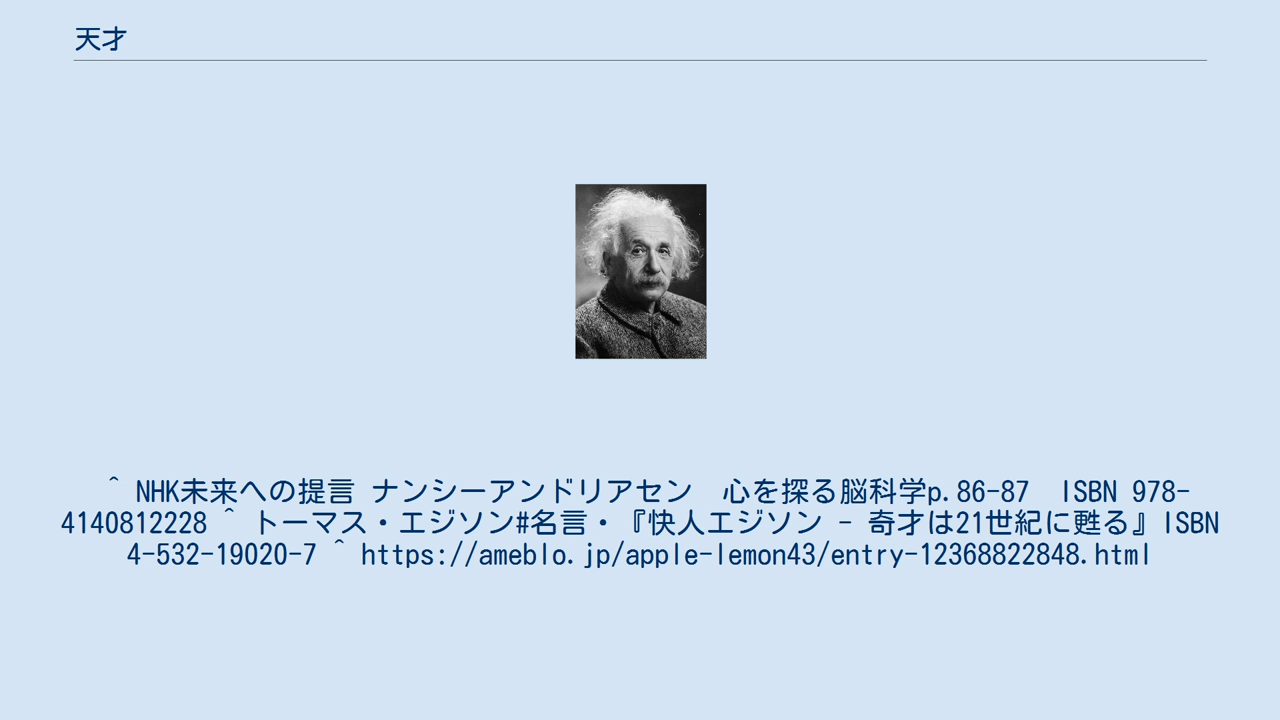 天才
^ NHK未来への提言 ナンシーアンドリアセン　心を探る脳科学p.86-87　ISBN 978-
4140812228 ^ トーマス・エジソン#名言・『快人エジソン － 奇才は21世紀に甦る』ISBN
4-532-19020-7 ^ https://ameblo.jp/apple-lemon43/entry-12368822848.html